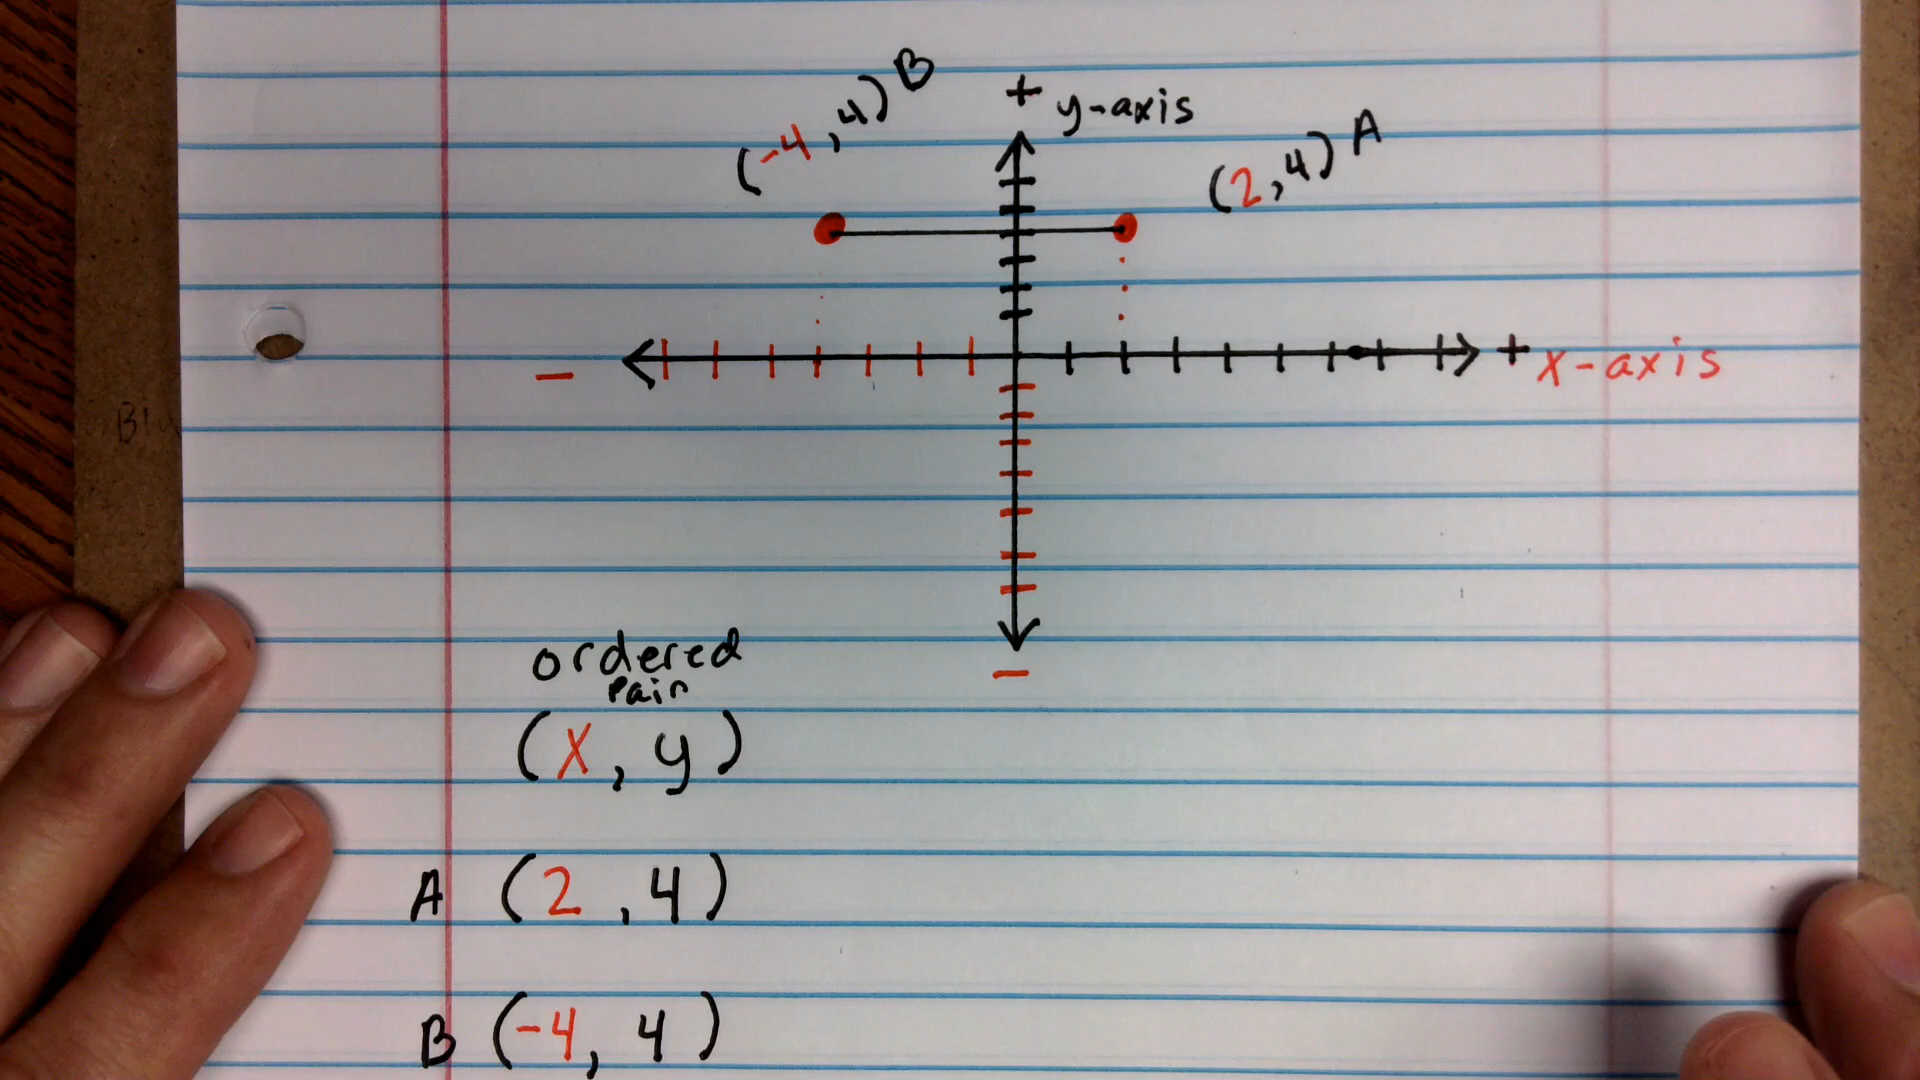 (-4,4) B
+ y-axis
(2,4) A
- + x-axis
-
ordered
pair
(x, y)
A (2, 4)
B (-4, 4)